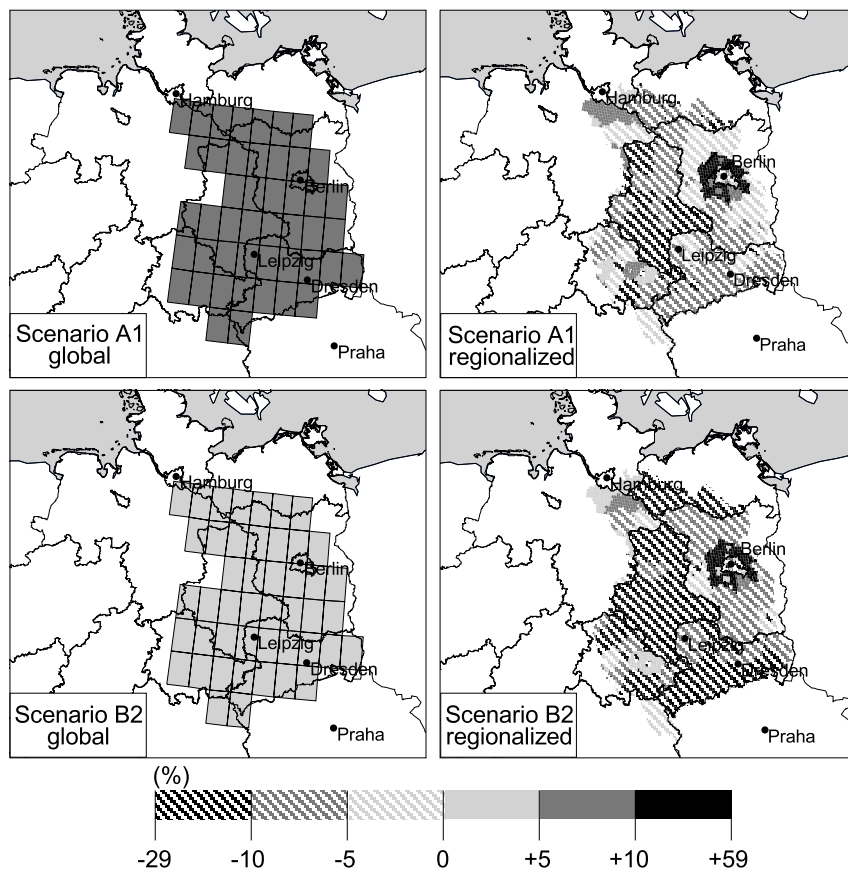 Hamburg
Berlin
Leipzig
Dresden
Praha
Scenario A1
global
Hamburg
Berlin
Leipzig
Dresden
Praha
Scenario A1
regionalized
Hamburg
Berlin
Leipzig
Dresden
Praha
Scenario B2
global
Hamburg
Berlin
Leipzig
Dresden
Praha
Scenario B2
regionalized
(%)
-29 -10 -5 0 +5 +10 +59